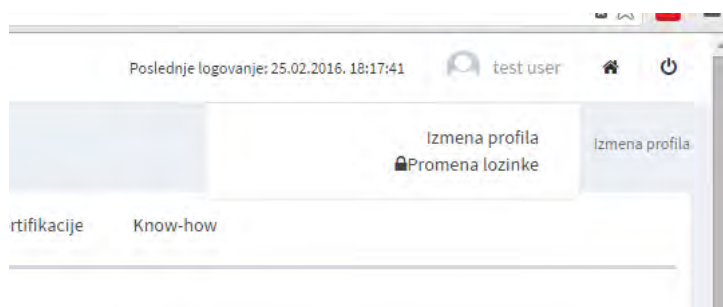 Poslednje logovanje: 25.02.2016. 18:17:41 test user
Izmena profila
Izmena profila
Promena lozinke
rtifikacije Know-how